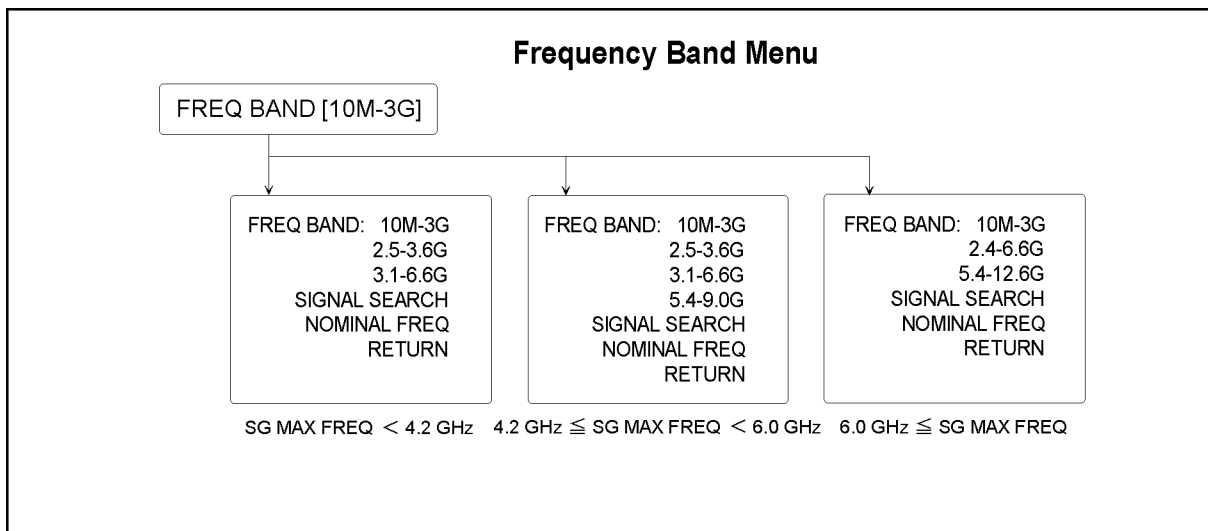 Frequency Band Menu
FREQ BAND [10M-3G]
FREQ BAND: 10M-3G
2.5-3.6G
3.1-6.6G
SIGNAL SEARCH
NOMINAL FREQ
RETURN
FREQ BAND: 10M-3G
2.5-3.6G
3.1-6.6G
5.4-9.0G
SIGNAL SEARCH
NOMINAL FREQ
RETURN
FREQ BAND: 10M-3G
2.4-6.6G
5.4-12.6G
SIGNAL SEARCH
NOMINAL FREQ
RETURN
SG MAX FREQ < 4.2 GHz
4.2 GHz ≦ SG MAX FREQ < 6.0 GHz
6.0 GHz ≦ SG MAX FREQ